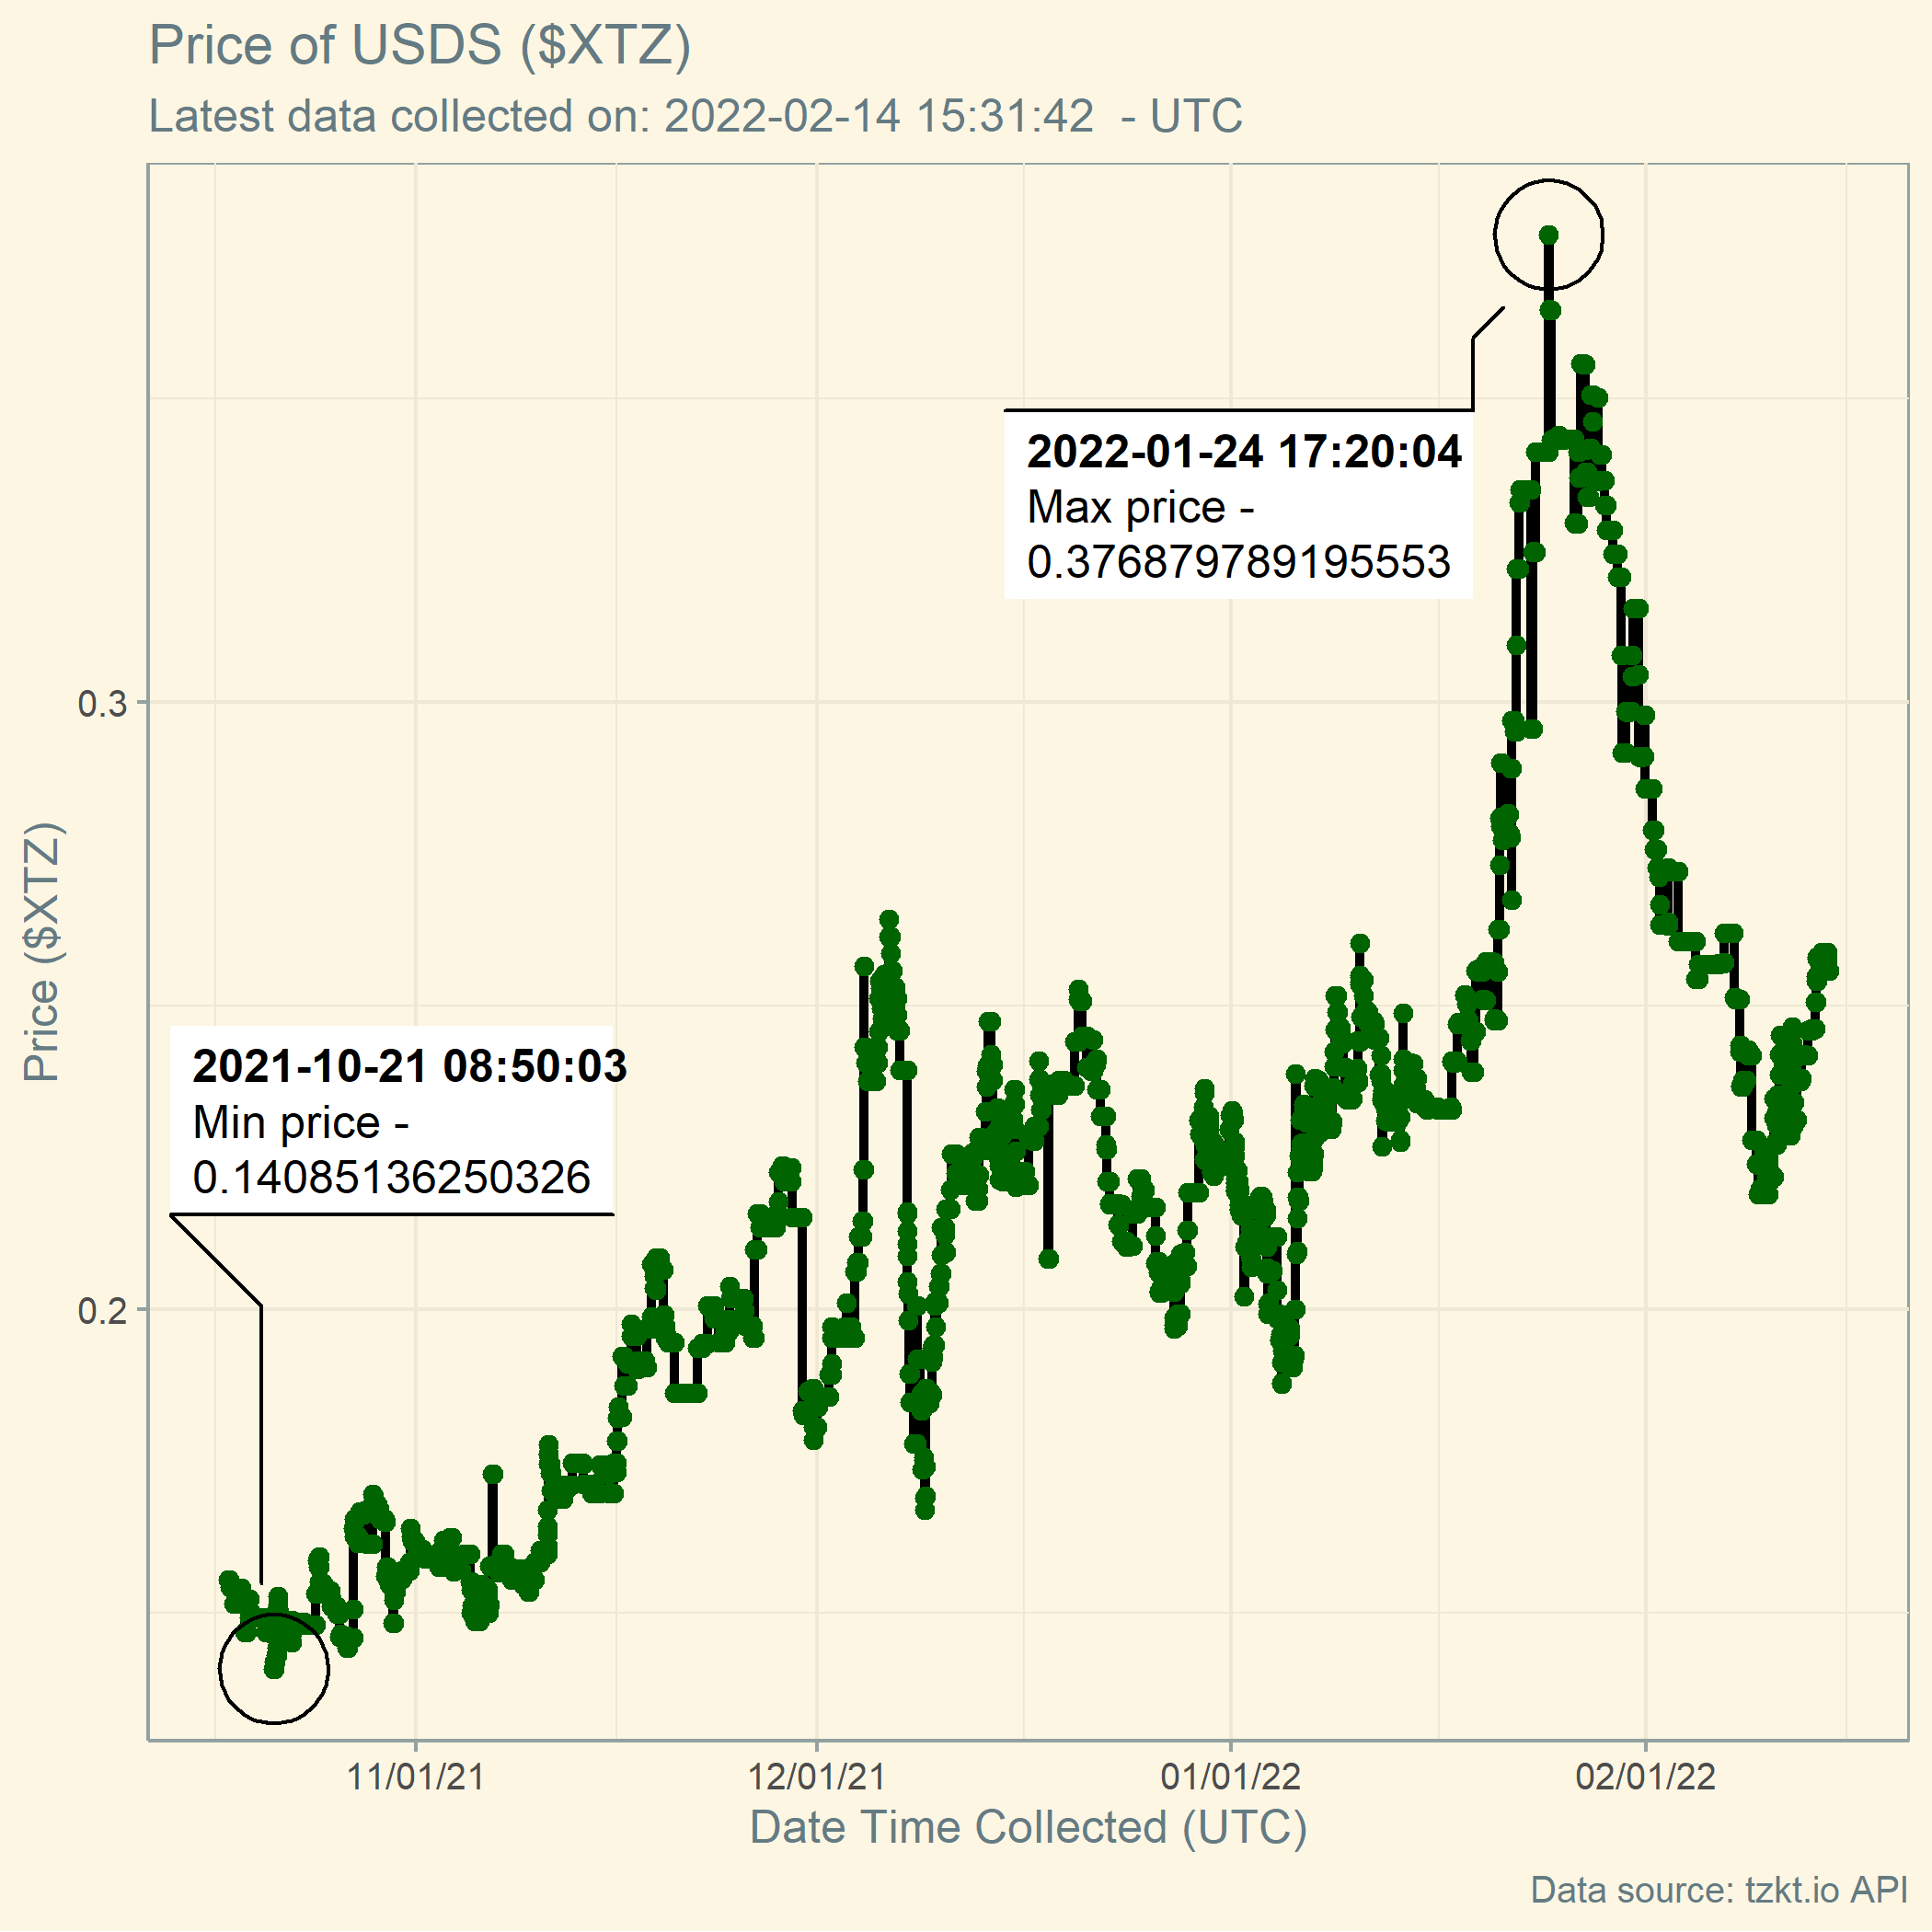 Price of USDS ($XTZ)
Latest data collected on: 2022-02-14 15:31:42  - UTC
2022-01-24 17:20:04
Max price -
0.376879789195553
0.3
Price ($XTZ)
2021-10-21 08:50:03
Min price -
0.14085136250326
0.2
11/01/21
12/01/21
01/01/22
02/01/22
Date Time Collected (UTC)
Data source: tzkt.io API